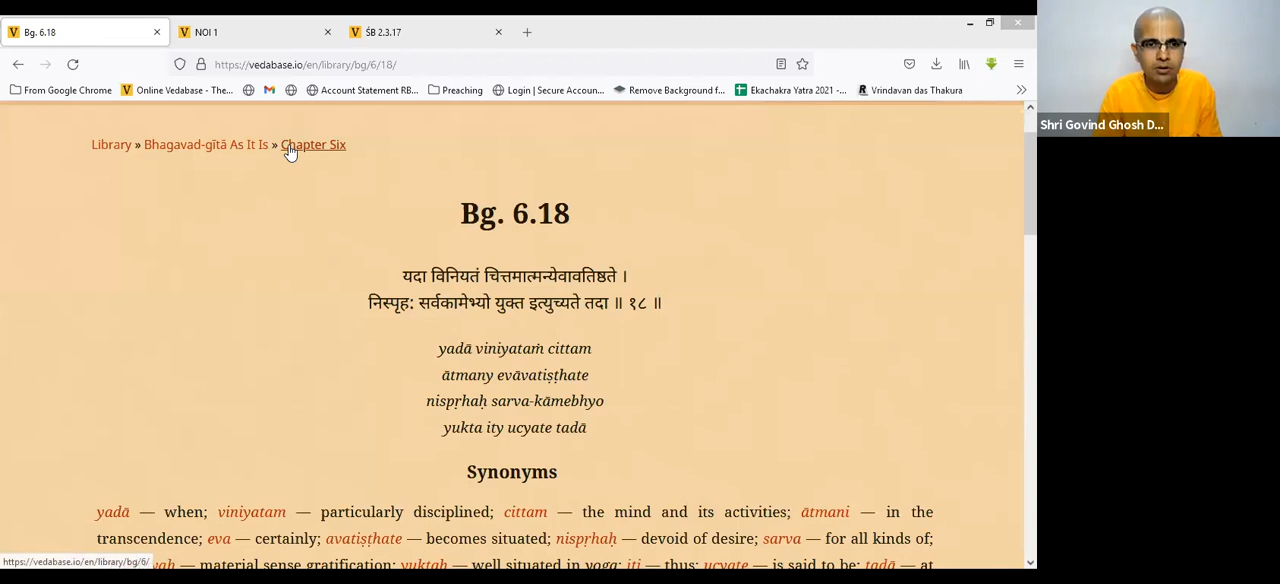 Bg. 6.18
NOI 1
ŚB 2.3.17
https://vedabase.io/en/library/bg/6/18/
From Google Chrome
Online Vedabase - The...
Account Statement RB...
Preaching
Login | Secure Accoun...
Remove Background f...
Ekachakra Yatra 2021 -...
Vrindavan das Thakura
Shri Govind Ghosh D...
Library » Bhagavad-gītā As It Is » Chapter Six
Bg. 6.18
यदा विनियतं चित्तमात्मन्येवावतिष्ठते ।
निस्पृह: सर्वकामेभ्यो युक्त इत्युच्यते तदा ॥ १८ ॥
yadā viniyataṁ cittam
ātmany evāvatiṣṭhate
nispṛhaḥ sarva-kāmebhyo
yukta ity ucyate tadā
Synonyms
yadā — when; viniyatam — particularly disciplined; cittam — the mind and its activities; ātmani — in the
transcendence; eva — certainly; avatiṣṭhate — becomes situated; nispṛhaḥ — devoid of desire; sarva — for all kinds of;
— material sense gratification; yuktaḥ — well situated in yoga; iti — thus; ucyate — is said to be; tadā — at
https://vedabase.io/en/library/bg/6/